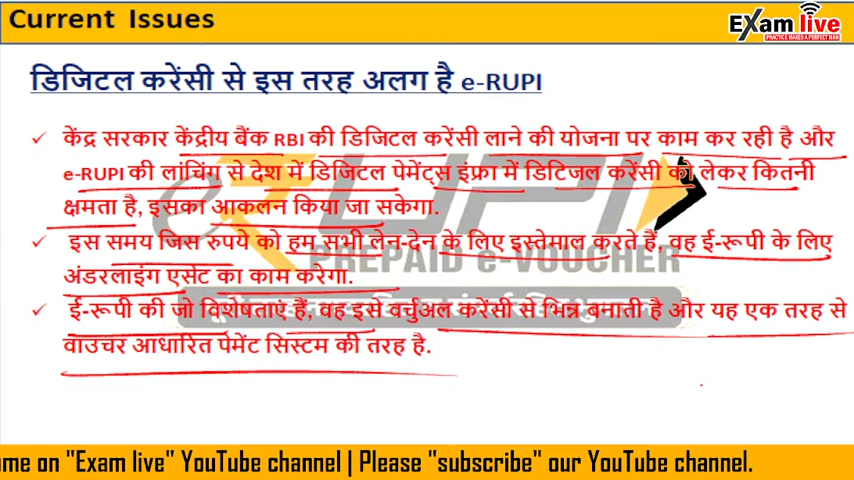 Current Issues
Exam live
PRACTICE MAKES A PERFECT MAN
डिजिटल करेंसी से इस तरह अलग है e-RUPI
केंद्र सरकार केंद्रीय बैंक RBI की डिजिटल करेंसी लाने की योजना पर काम कर रही है और
e-RUPI की लांचिंग से देश में डिजिटल पेमेंट्स इंफ्रा में डिटिजल करेंसी को लेकर कितनी
क्षमता है, इसका आकलन किया जा सकेगा.
इस समय जिस रुपये को हम सभी लेन-देन के लिए इस्तेमाल करते हैं, वह ई-रूपी के लिए
अंडरलाइंग एसेट का काम करेगा.
ई-रूपी की जो विशेषताएं हैं, वह इसे वर्चुअल करेंसी से भिन्न बनाती है और यह एक तरह से
वाउचर आधारित पेमेंट सिस्टम की तरह है.
RUPI
PREPAID e-VOUCHER
ome on "Exam live" YouTube channel | Please "subscribe" our YouTube channel.